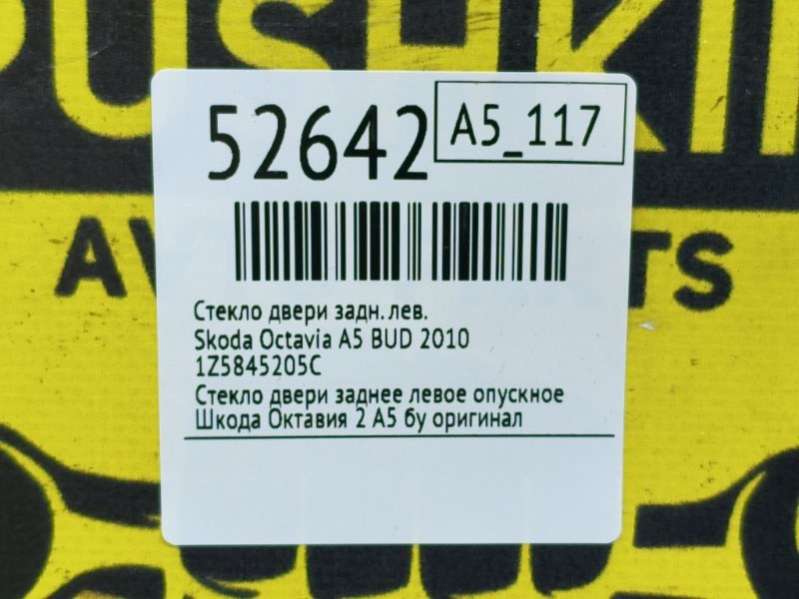 PUSHKIN
52642
A5_117
Стекло двери задн. лев.
Skoda Octavia A5 BUD 2010
1Z5845205C
Стекло двери заднее левое опускное
Шкода Октавия 2 А5 бу оригинал